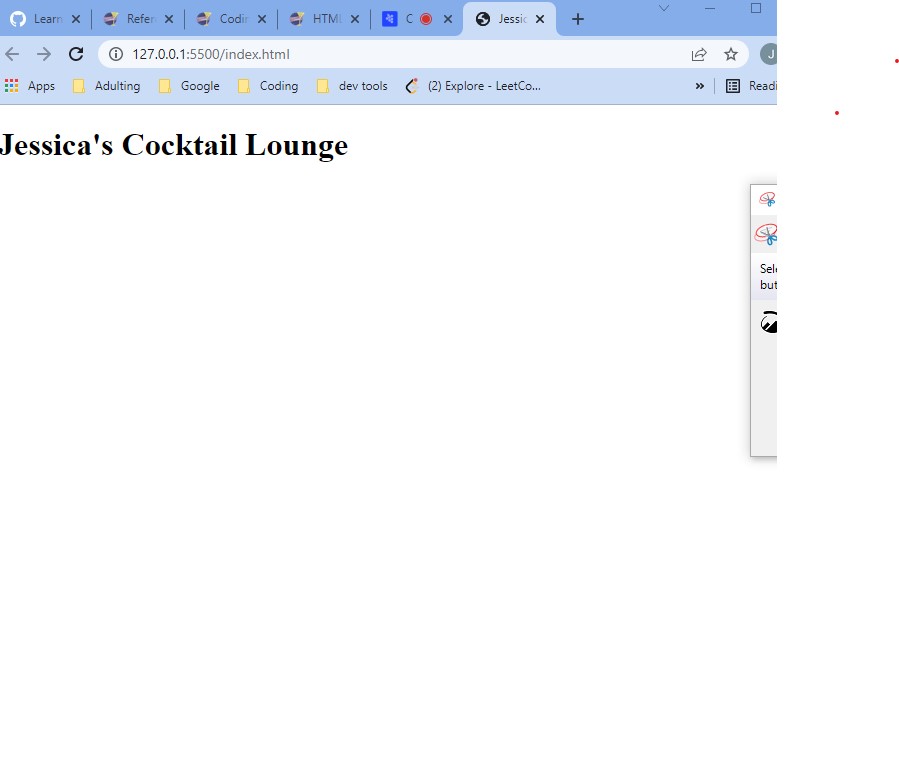 Learn Refer Codin HTML C Jessic
127.0.0.1:5500/index.html J
Apps Adulting Google Coding dev tools (2) Explore - LeetCo... » Readi
Jessica's Cocktail Lounge
Sele
but